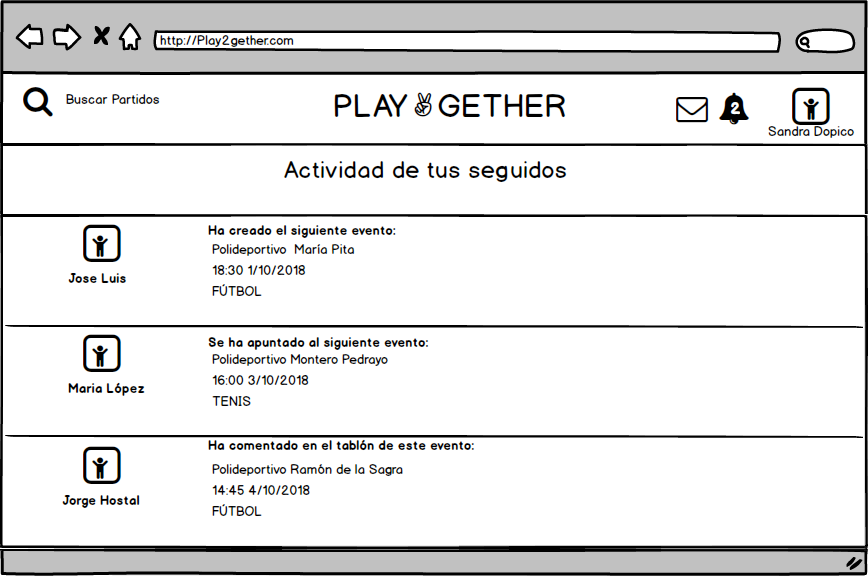 http://Play2gether.com
Buscar Partidos
PLAY GETHER
2
Sandra Dopico
Actividad de tus seguidos
Ha creado el siguiente evento:
Polideportivo María Pita
18:30 1/10/2018
FÚTBOL
Jose Luis
Se ha apuntado al siguiente evento:
Polideportivo Montero Pedrayo
16:00 3/10/2018
TENIS
Maria López
Ha comentado en el tablón de este evento:
Polideportivo Ramón de la Sagra
14:45 4/10/2018
FÚTBOL
Jorge Hostal